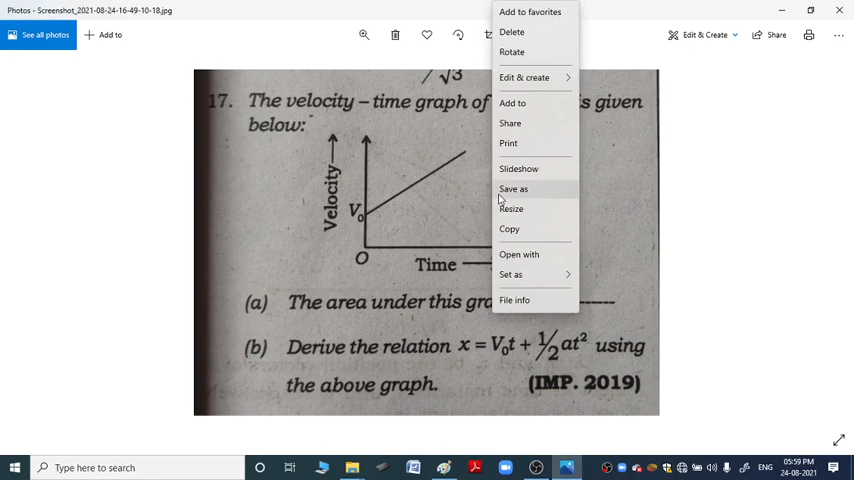 Photos - Screenshot_2021-08-24-16-49-10-18.jpg
See all photos
Add to
Edit & Create
Share
Add to favorites
Delete
Rotate
Edit & create
Add to
Share
Print
Slideshow
Save as
Resize
Copy
Open with
Set as
File info
√3
17. The velocity – time graph of is given
below:
Velocity
V₀
O
Time
(a) The area under this
(b) Derive the relation x = V₀t + ½ at² using
the above graph. (IMP. 2019)
Type here to search
ENG
05:59 PM
24-08-2021